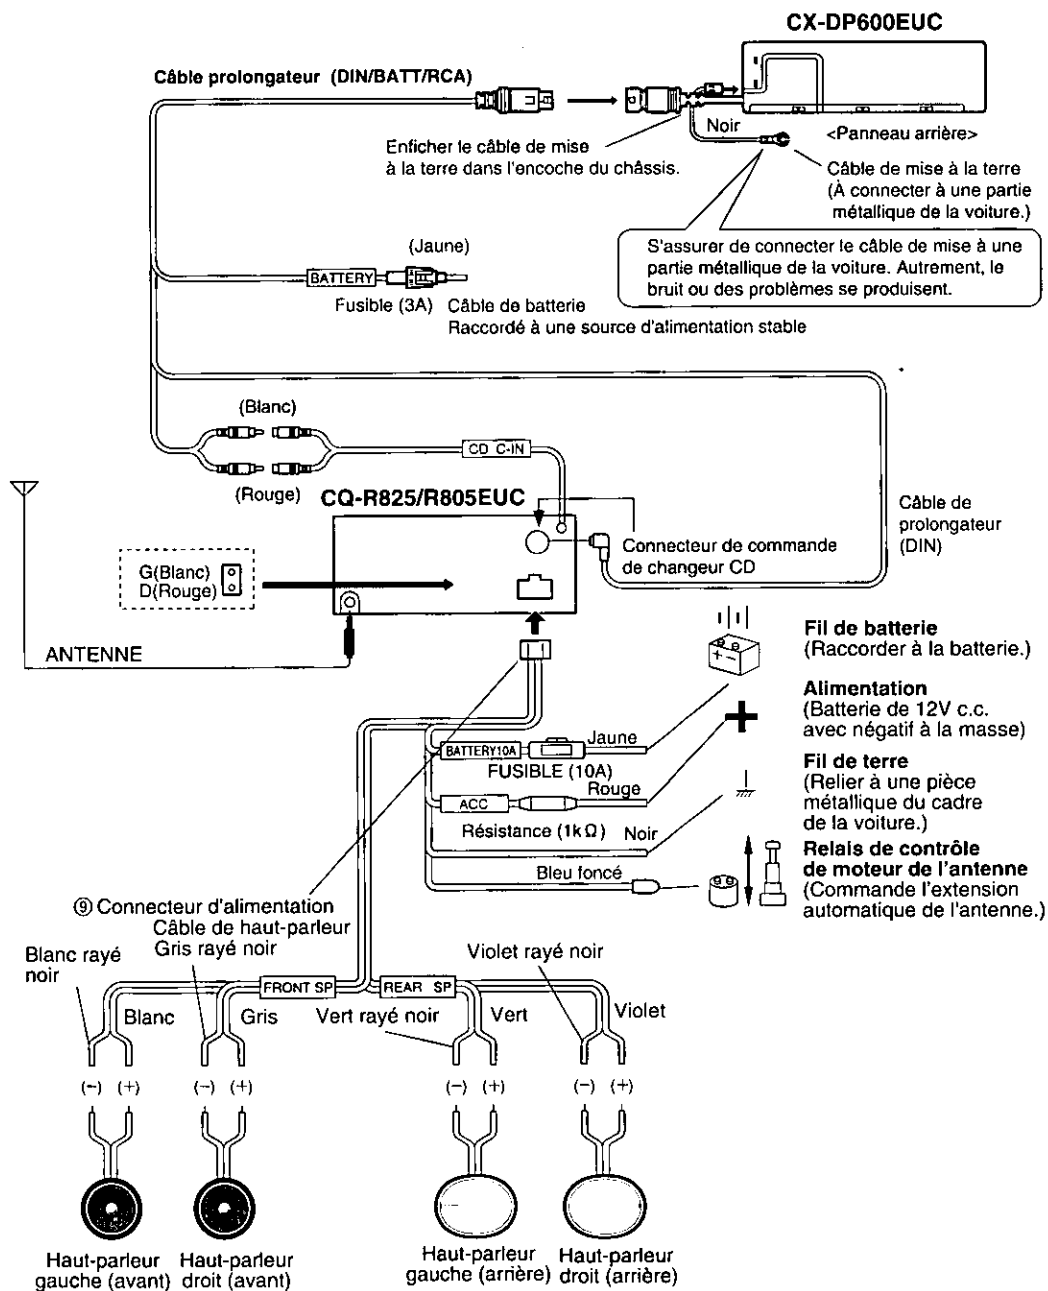 CX-DP600EUC
Câble prolongateur (DIN/BATT/RCA)
Noir
<Panneau arrière>
Enficher le câble de mise
à la terre dans l'encoche du châssis.
Câble de mise à la terre
(À connecter à une partie
métallique de la voiture.)
S'assurer de connecter le câble de mise à une
partie métallique de la voiture. Autrement, le
bruit ou des problèmes se produisent.
(Jaune)
BATTERY
Fusible (3A)
Câble de batterie
Raccordé à une source d'alimentation stable
(Blanc)
CD C-IN
(Rouge)
CQ-R825/R805EUC
Câble de
prolongateur
(DIN)
Connecteur de commande
de changeur CD
G(Blanc)
D(Rouge)
ANTENNE
Fil de batterie
(Raccorder à la batterie.)
Alimentation
(Batterie de 12V c.c.
avec négatif à la masse)
Jaune
BATTERY10A
FUSIBLE (10A)
Rouge
ACC
Résistance (1kΩ)
Noir
Bleu foncé
Fil de terre
(Relier à une pièce
métallique du cadre
de la voiture.)
Relais de contrôle
de moteur de l'antenne
(Commande l'extension
automatique de l'antenne.)
⑨ Connecteur d'alimentation
Câble de haut-parleur
Gris rayé noir
Blanc rayé
noir
Violet rayé noir
FRONT SP
REAR SP
Blanc
Gris
Vert rayé noir
Vert
Violet
(-) (+)
(-) (+)
(-) (+)
(-) (+)
Haut-parleur
gauche (avant)
Haut-parleur
droit (avant)
Haut-parleur
gauche (arrière)
Haut-parleur
droit (arrière)